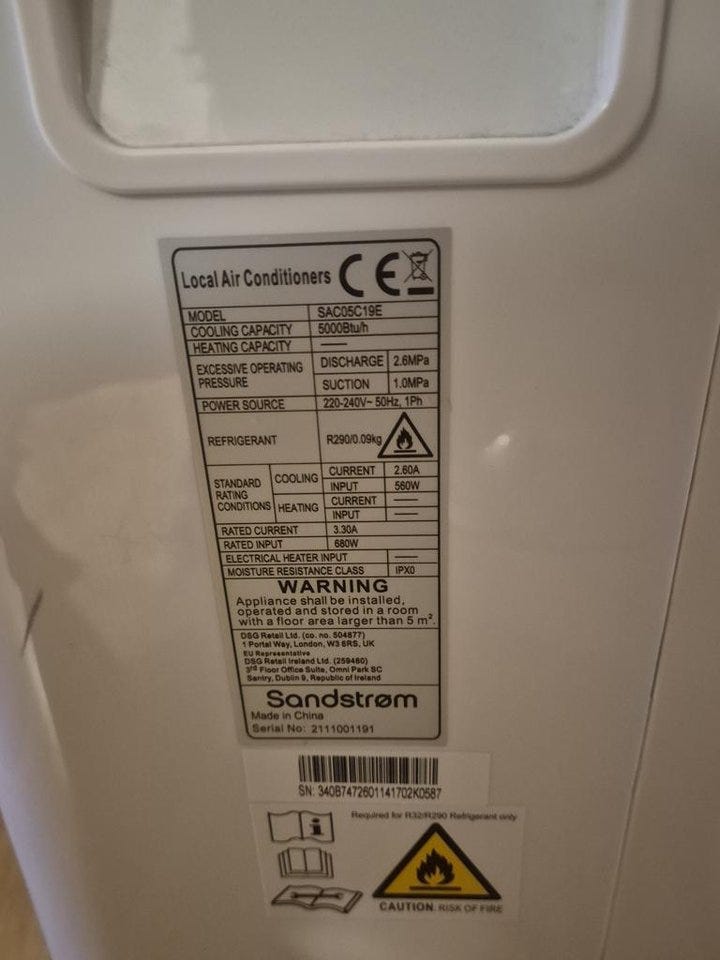 Local Air Conditioners CE
MODEL SAC05C19E
COOLING CAPACITY 5000Btu/h
HEATING CAPACITY —
EXCESSIVE OPERATING PRESSURE DISCHARGE 2.6MPa
SUCTION 1.0MPa
POWER SOURCE 220-240V~ 50Hz, 1Ph
REFRIGERANT R290/0.09kg
STANDARD RATING CONDITIONS COOLING CURRENT 2.60A
INPUT 560W
HEATING CURRENT —
INPUT —
RATED CURRENT 3.30A
RATED INPUT 680W
ELECTRICAL HEATER INPUT —
MOISTURE RESISTANCE CLASS IPX0
WARNING
Appliance shall be installed,
operated and stored in a room
with a floor area larger than 5 m².
DSG Retail Ltd. (co. no. 504877)
1 Portal Way, London, W3 6RS, UK
EU Representative
DSG Retail Ireland Ltd. (259460)
3rd Floor Office Suite, Omni Park SC
Santry, Dublin 9, Republic of Ireland
Sandstrøm
Made in China
Serial No: 2111001191
SN: 340B7472601141702K0587
Required for R32/R290 Refrigerant only
CAUTION. RISK OF FIRE